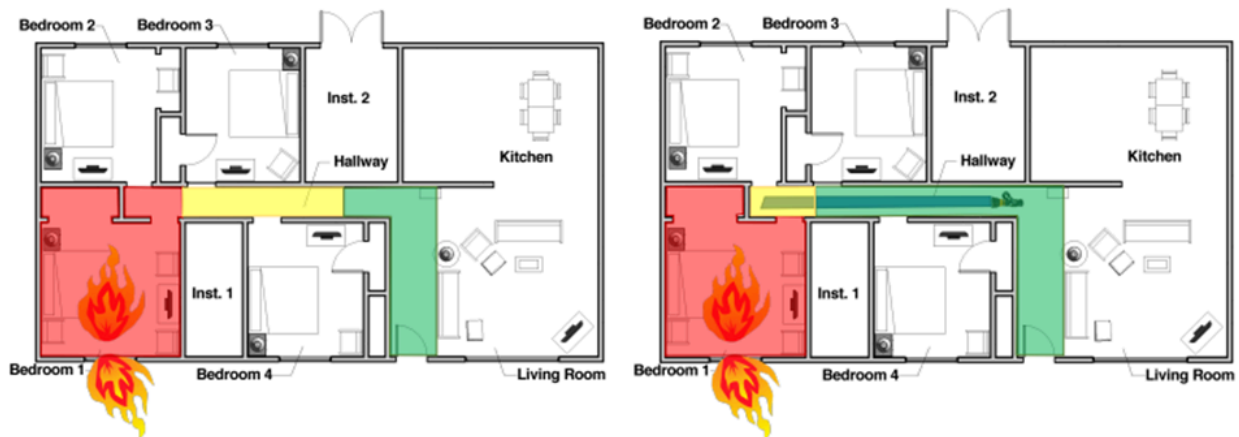 Bedroom 2
Bedroom 3
Inst. 2
Hallway
Kitchen
Inst. 1
Bedroom 1
Bedroom 4
Living Room
Bedroom 2
Bedroom 3
Inst. 2
Hallway
Kitchen
Inst. 1
Bedroom 1
Bedroom 4
Living Room